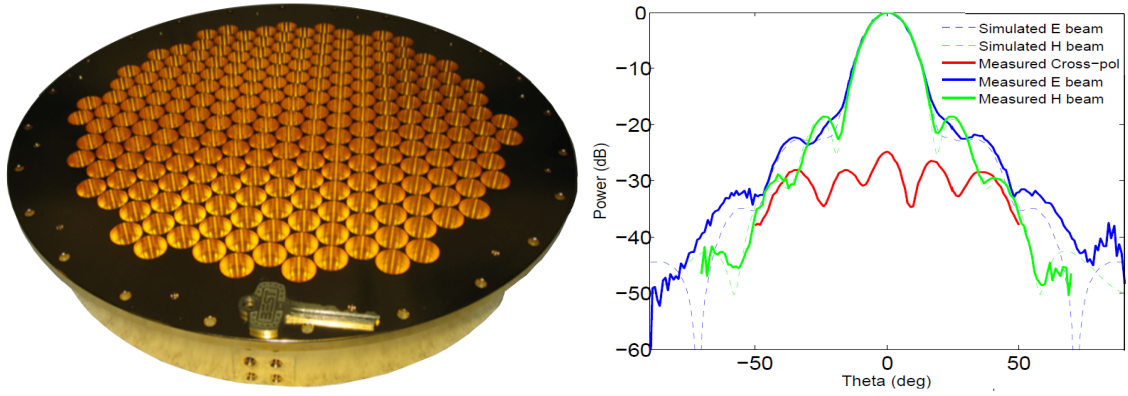 BEST
0
−10
−20
−30
−40
−50
−60
Power (dB)
−50
0
50
Theta (deg)
Simulated E beam
Simulated H beam
Measured Cross−pol
Measured E beam
Measured H beam